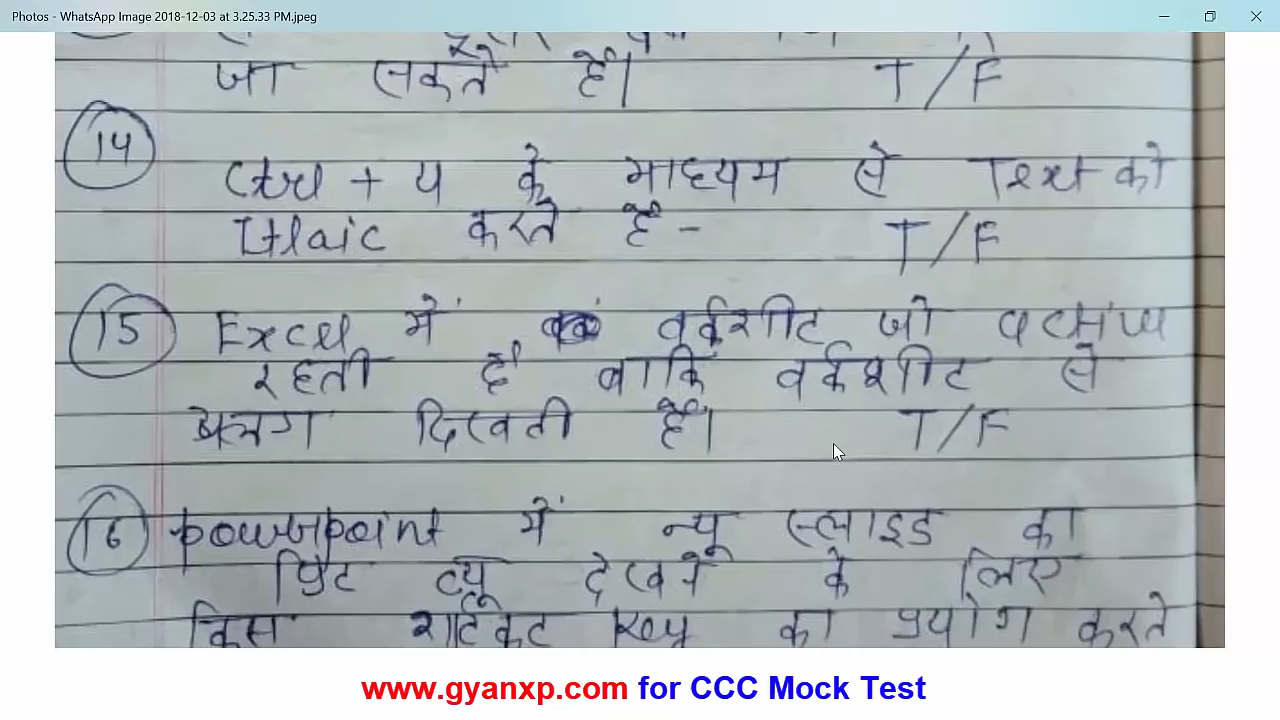 Photos - WhatsApp Image 2018-12-03 at 3.25.33 PM.jpeg
जा सकते हैं। T/F
14
Ctrl + y के माध्यम से Text को
Itlaic करते हैं - T/F
15 Excel में वर्कशीट जो
रहती है बाकि वर्कशीट से
अलग दिखती हैं। T/F
16 powerpoint में न्यू स्लाइड का
प्रिंट व्यू देखने के लिए
किस शार्टकट key का प्रयोग करते
www.gyanxp.com for CCC Mock Test